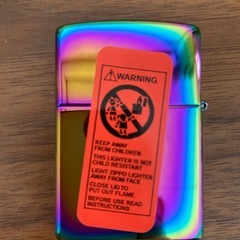 WARNING
KEEP AWAY
FROM CHILDREN
THIS LIGHTER IS NOT
CHILD RESISTANT
LIGHT ZIPPO LIGHTER
AWAY FROM FACE
CLOSE LID TO
PUT OUT FLAME
BEFORE USE READ
INSTRUCTIONS